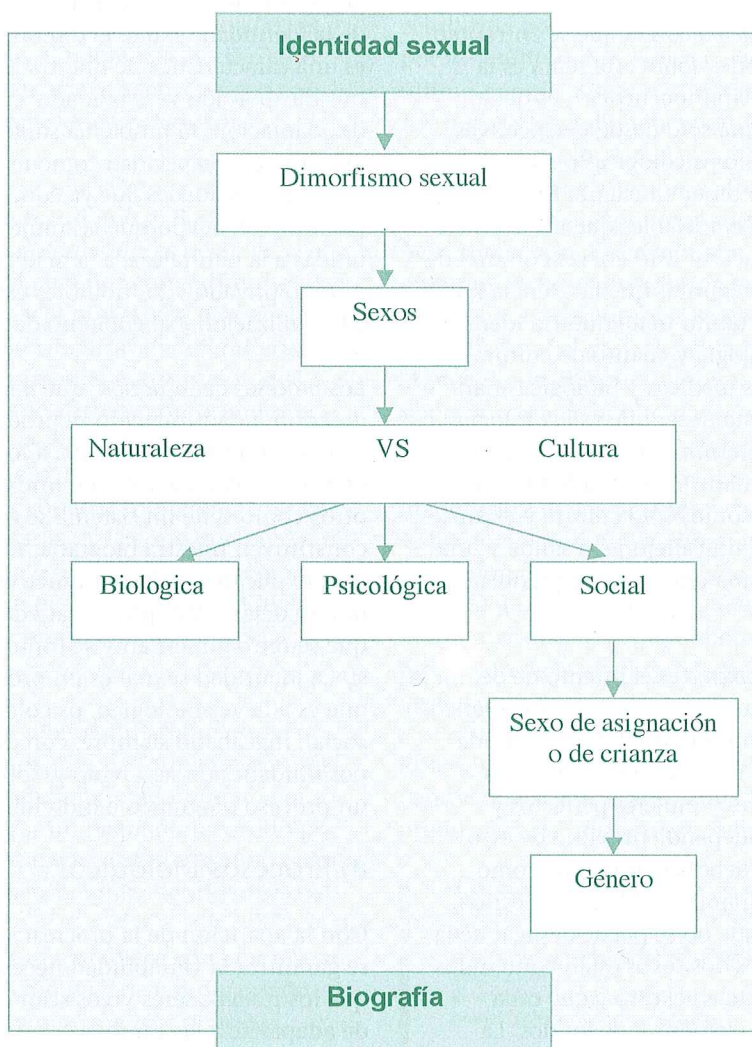 Identidad sexual
Dimorfismo sexual
Sexos
Naturaleza VS Cultura
Biologica Psicológica Social
Sexo de asignación
o de crianza
Género
Biografía